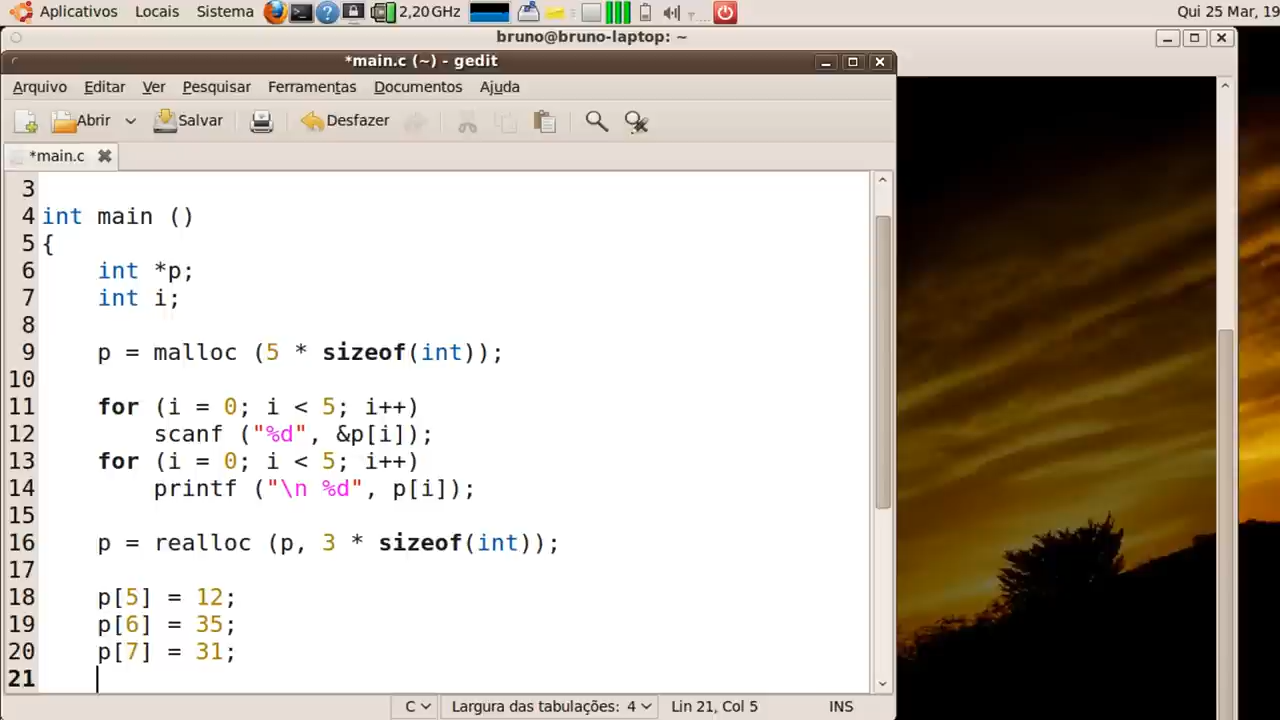 Aplicativos Locais Sistema 2,20 GHz Qui 25 Mar, 19
bruno@bruno-laptop: ~
*main.c (~) - gedit
Arquivo Editar Ver Pesquisar Ferramentas Documentos Ajuda
Abrir Salvar Desfazer
*main.c
3
4 int main ()
5 {
6 int *p;
7 int i;
8
9 p = malloc (5 * sizeof(int));
10
11 for (i = 0; i < 5; i++)
12 scanf ("%d", &p[i]);
13 for (i = 0; i < 5; i++)
14 printf ("\n %d", p[i]);
15
16 p = realloc (p, 3 * sizeof(int));
17
18 p[5] = 12;
19 p[6] = 35;
20 p[7] = 31;
21
C Largura das tabulações: 4 Lin 21, Col 5 INS